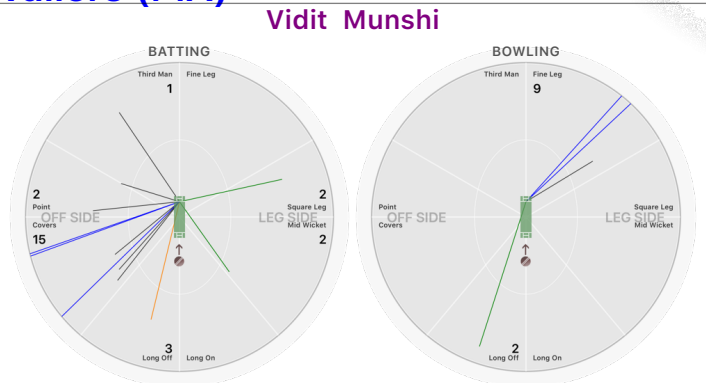 Vidit Munshi
BATTING
Third Man
Fine Leg
1
2
Point
OFF SIDE
Covers
15
2
Square Leg
LEG SIDE
Mid Wicket
2
3
Long Off
Long On
BOWLING
Third Man
Fine Leg
9
Point
OFF SIDE
Covers
Square Leg
LEG SIDE
Mid Wicket
2
Long Off
Long On